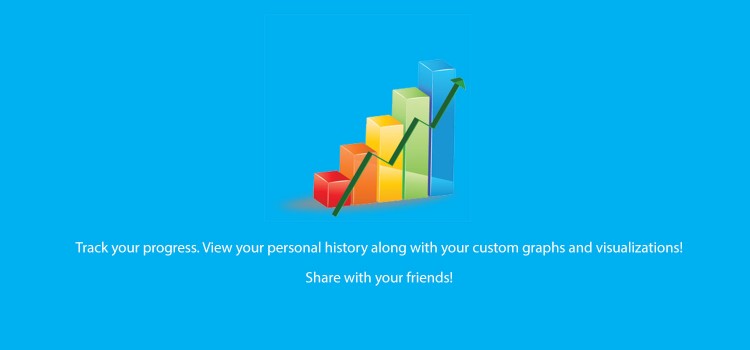 Track your progress. View your personal history along with your custom graphs and visualizations!
Share with your friends!